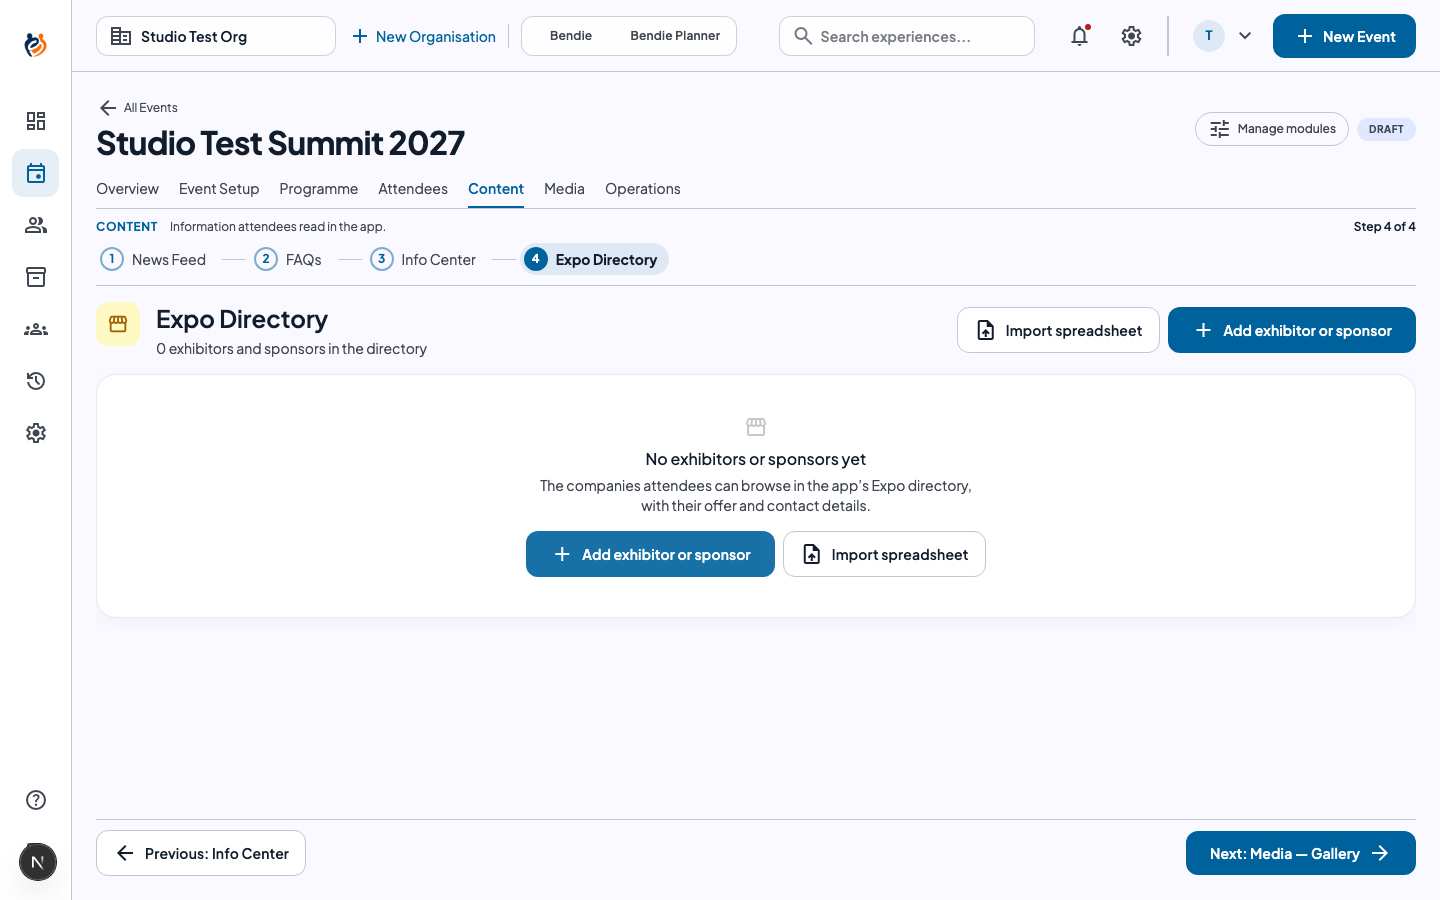 Studio Test Org
New Organisation
Bendie
Bendie Planner
Search experiences...
T
New Event
All Events
Studio Test Summit 2027
Manage modules
DRAFT
Overview
Event Setup
Programme
Attendees
Content
Media
Operations
CONTENT
Information attendees read in the app.
Step 4 of 4
1
News Feed
2
FAQs
3
Info Center
4
Expo Directory
Expo Directory
0 exhibitors and sponsors in the directory
Import spreadsheet
Add exhibitor or sponsor
No exhibitors or sponsors yet
The companies attendees can browse in the app's Expo directory,
with their offer and contact details.
Add exhibitor or sponsor
Import spreadsheet
N
Previous: Info Center
Next: Media — Gallery